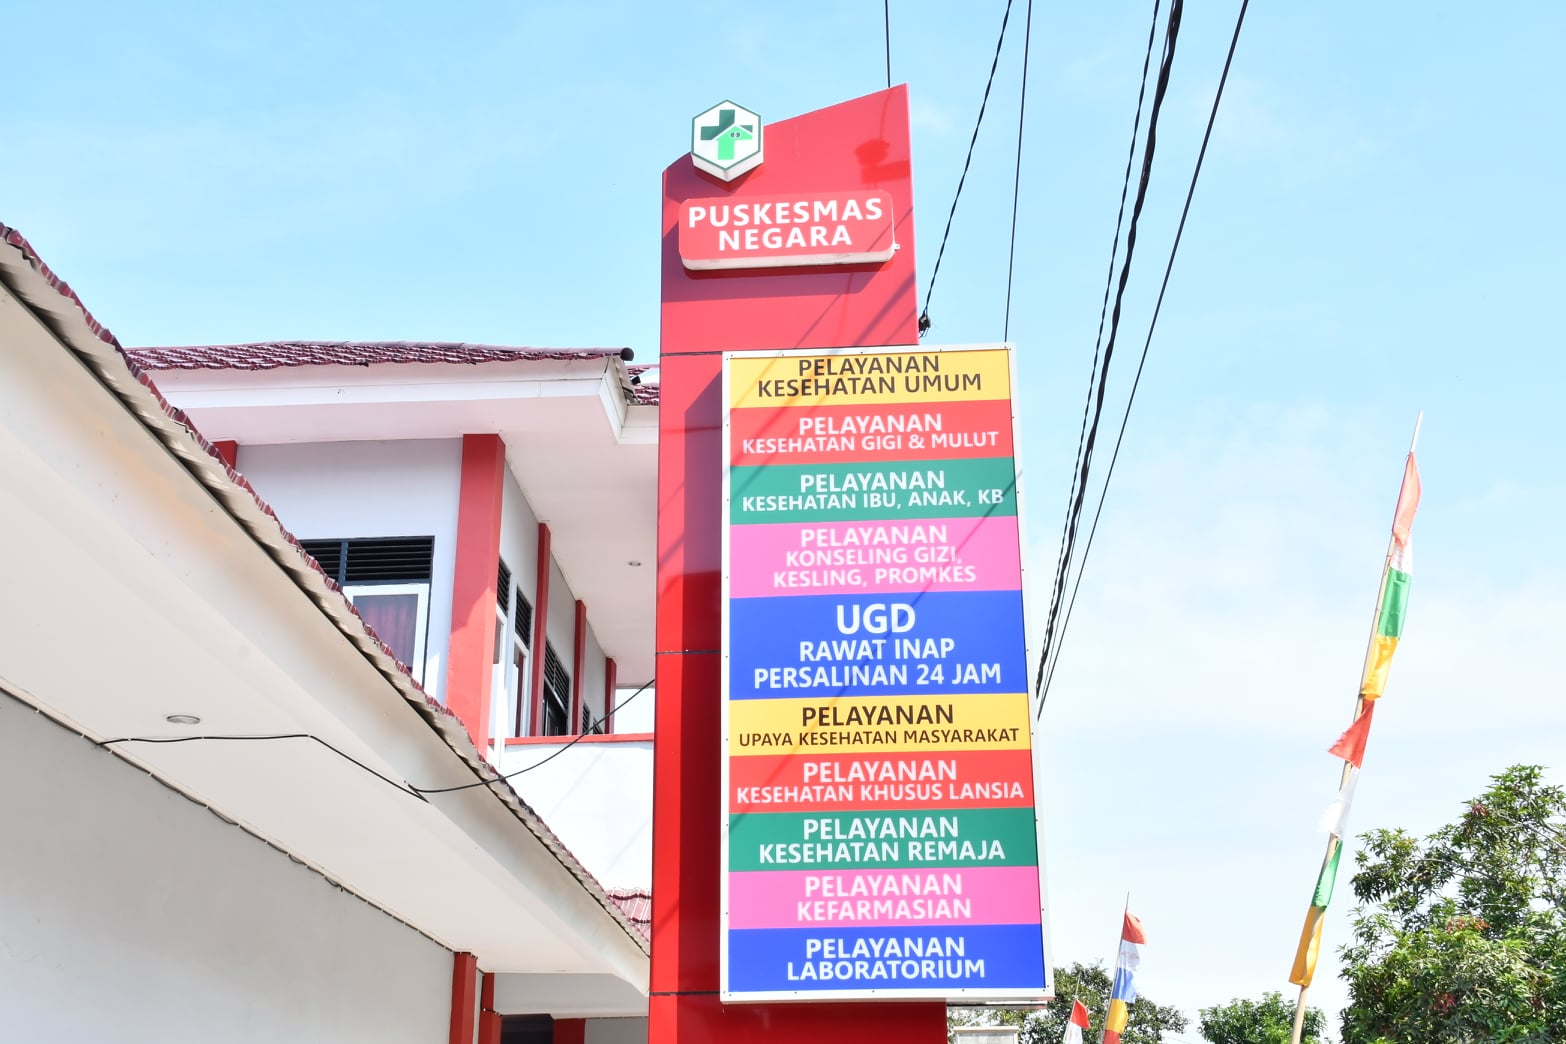 PUSKESMAS
NEGARA
PELAYANAN
KESEHATAN UMUM
PELAYANAN
KESEHATAN GIGI & MULUT
PELAYANAN
KESEHATAN IBU, ANAK, KB
PELAYANAN
KONSELING GIZI,
KESLING, PROMKES
UGD
RAWAT INAP
PERSALINAN 24 JAM
PELAYANAN
UPAYA KESEHATAN MASYARAKAT
PELAYANAN
KESEHATAN KHUSUS LANSIA
PELAYANAN
KESEHATAN REMAJA
PELAYANAN
KEFARMASIAN
PELAYANAN
LABORATORIUM